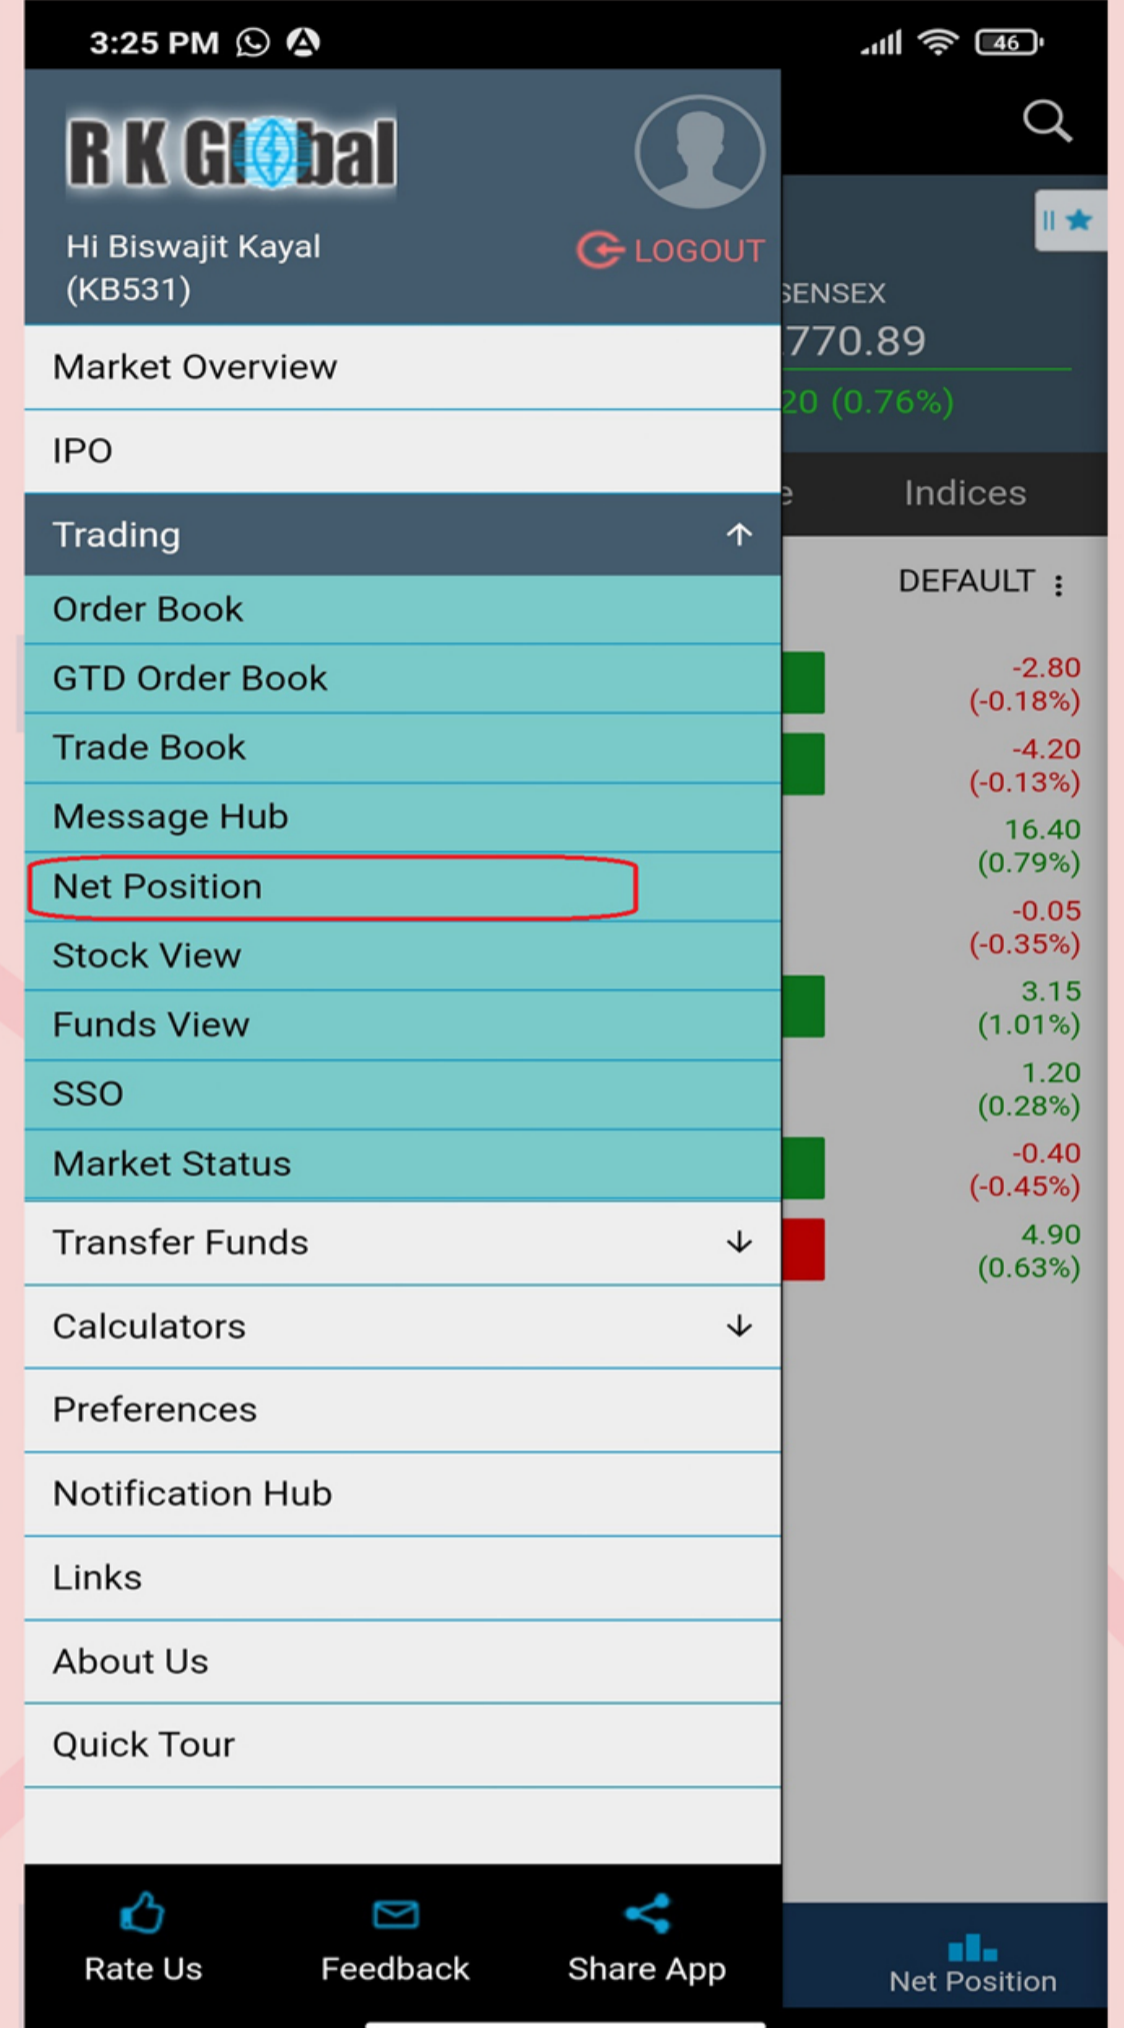 3:25 PM
46
R K Global
Hi Biswajit Kayal
(KB531)
LOGOUT
Market Overview
IPO
Trading
Order Book
GTD Order Book
Trade Book
Message Hub
Net Position
Stock View
Funds View
SSO
Market Status
Transfer Funds
Calculators
Preferences
Notification Hub
Links
About Us
Quick Tour
Rate Us
Feedback
Share App
SENSEX
770.89
20 (0.76%)
Indices
DEFAULT
-2.80
(-0.18%)
-4.20
(-0.13%)
16.40
(0.79%)
-0.05
(-0.35%)
3.15
(1.01%)
1.20
(0.28%)
-0.40
(-0.45%)
4.90
(0.63%)
Net Position